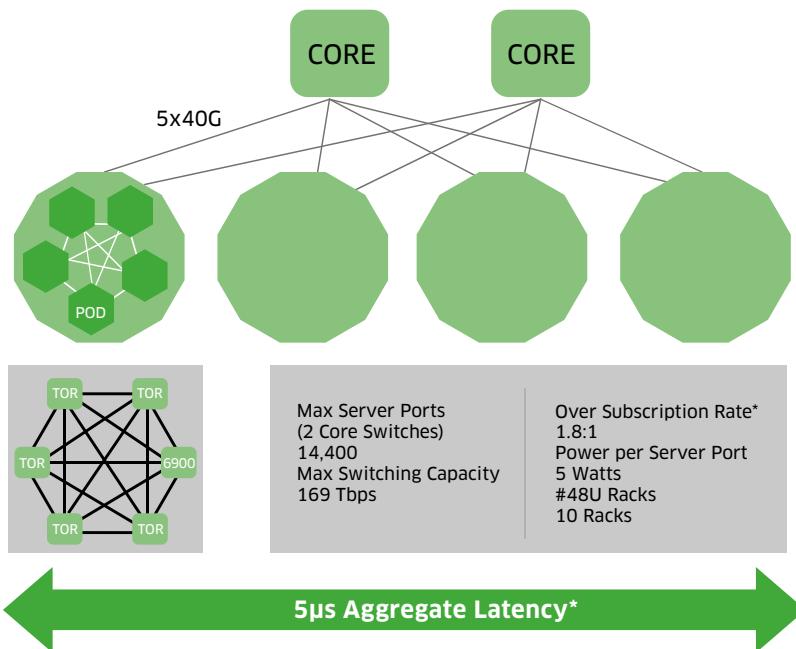 CORE
CORE
5x40G
POD
TOR
TOR
TOR
6900
TOR
TOR
Max Server Ports
(2 Core Switches)
14,400
Max Switching Capacity
169 Tbps
Over Subscription Rate*
1.8:1
Power per Server Port
5 Watts
#48U Racks
10 Racks
5µs Aggregate Latency*